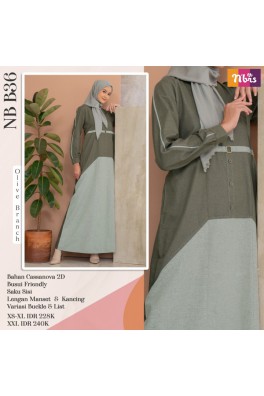 NB B36
Nbrs
Olive Branch
Bahan Cassanova 2D
Busui Friendly
Saku Sisi
Lengan Manset & Kancing
Variasi Buckle & List
XS-XL IDR 228K
XXL IDR 240K